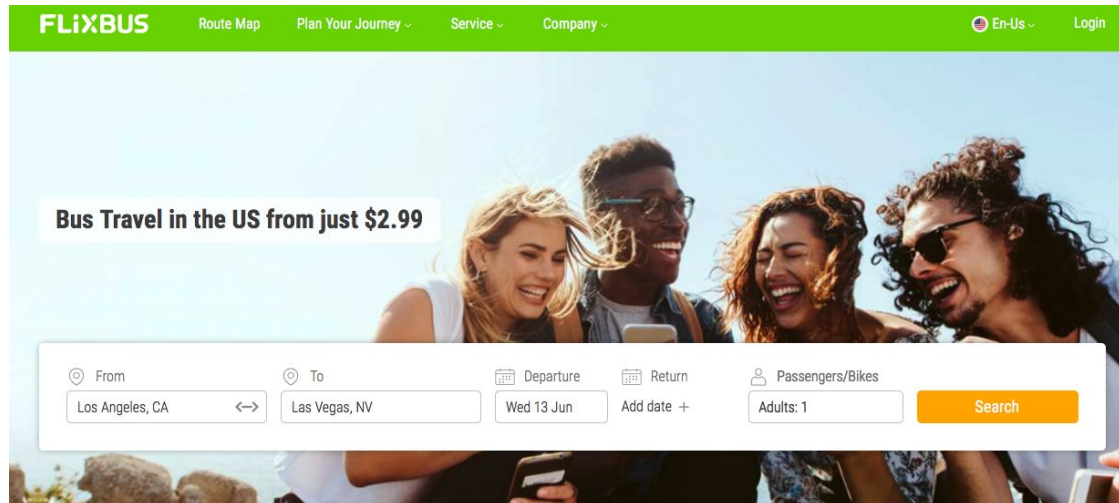 FLiXBUS Route Map Plan Your Journey Service Company En-Us Login
Bus Travel in the US from just $2.99
From To Departure Return Passengers/Bikes
Los Angeles, CA Las Vegas, NV Wed 13 Jun Add date + Adults: 1 Search